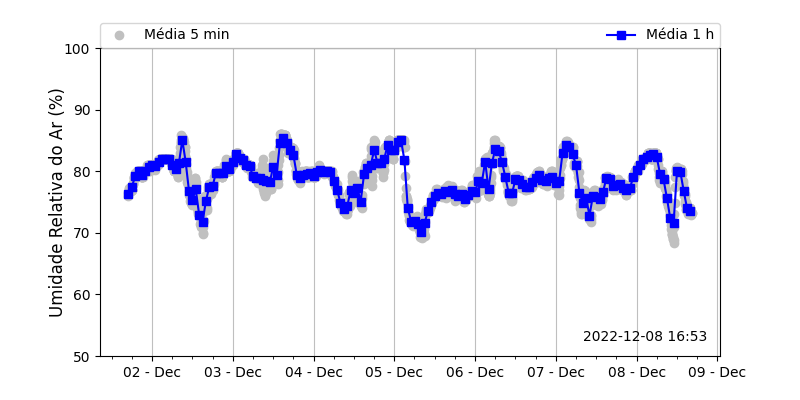 Média 5 min Média 1 h
Umidade Relativa do Ar (%)
100
90
80
70
60
50
2022-12-08 16:53
02 - Dec 03 - Dec 04 - Dec 05 - Dec 06 - Dec 07 - Dec 08 - Dec 09 - Dec